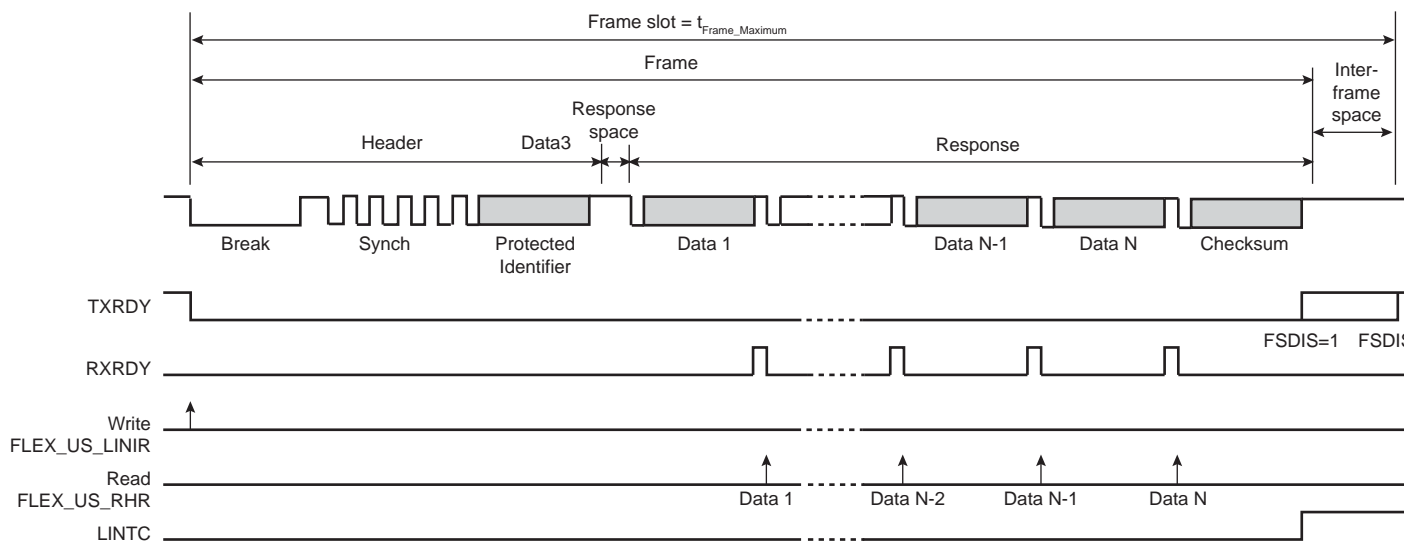 Frame slot = tFrame_Maximum
Frame
Inter-
frame
space
Response
space
Header
Data3
Response
Break
Synch
Protected
Identifier
Data 1
Data N-1
Data N
Checksum
TXRDY
FSDIS=1
FSDIS
RXRDY
Write
FLEX_US_LINIR
Read
FLEX_US_RHR
Data 1
Data N-2
Data N-1
Data N
LINTC